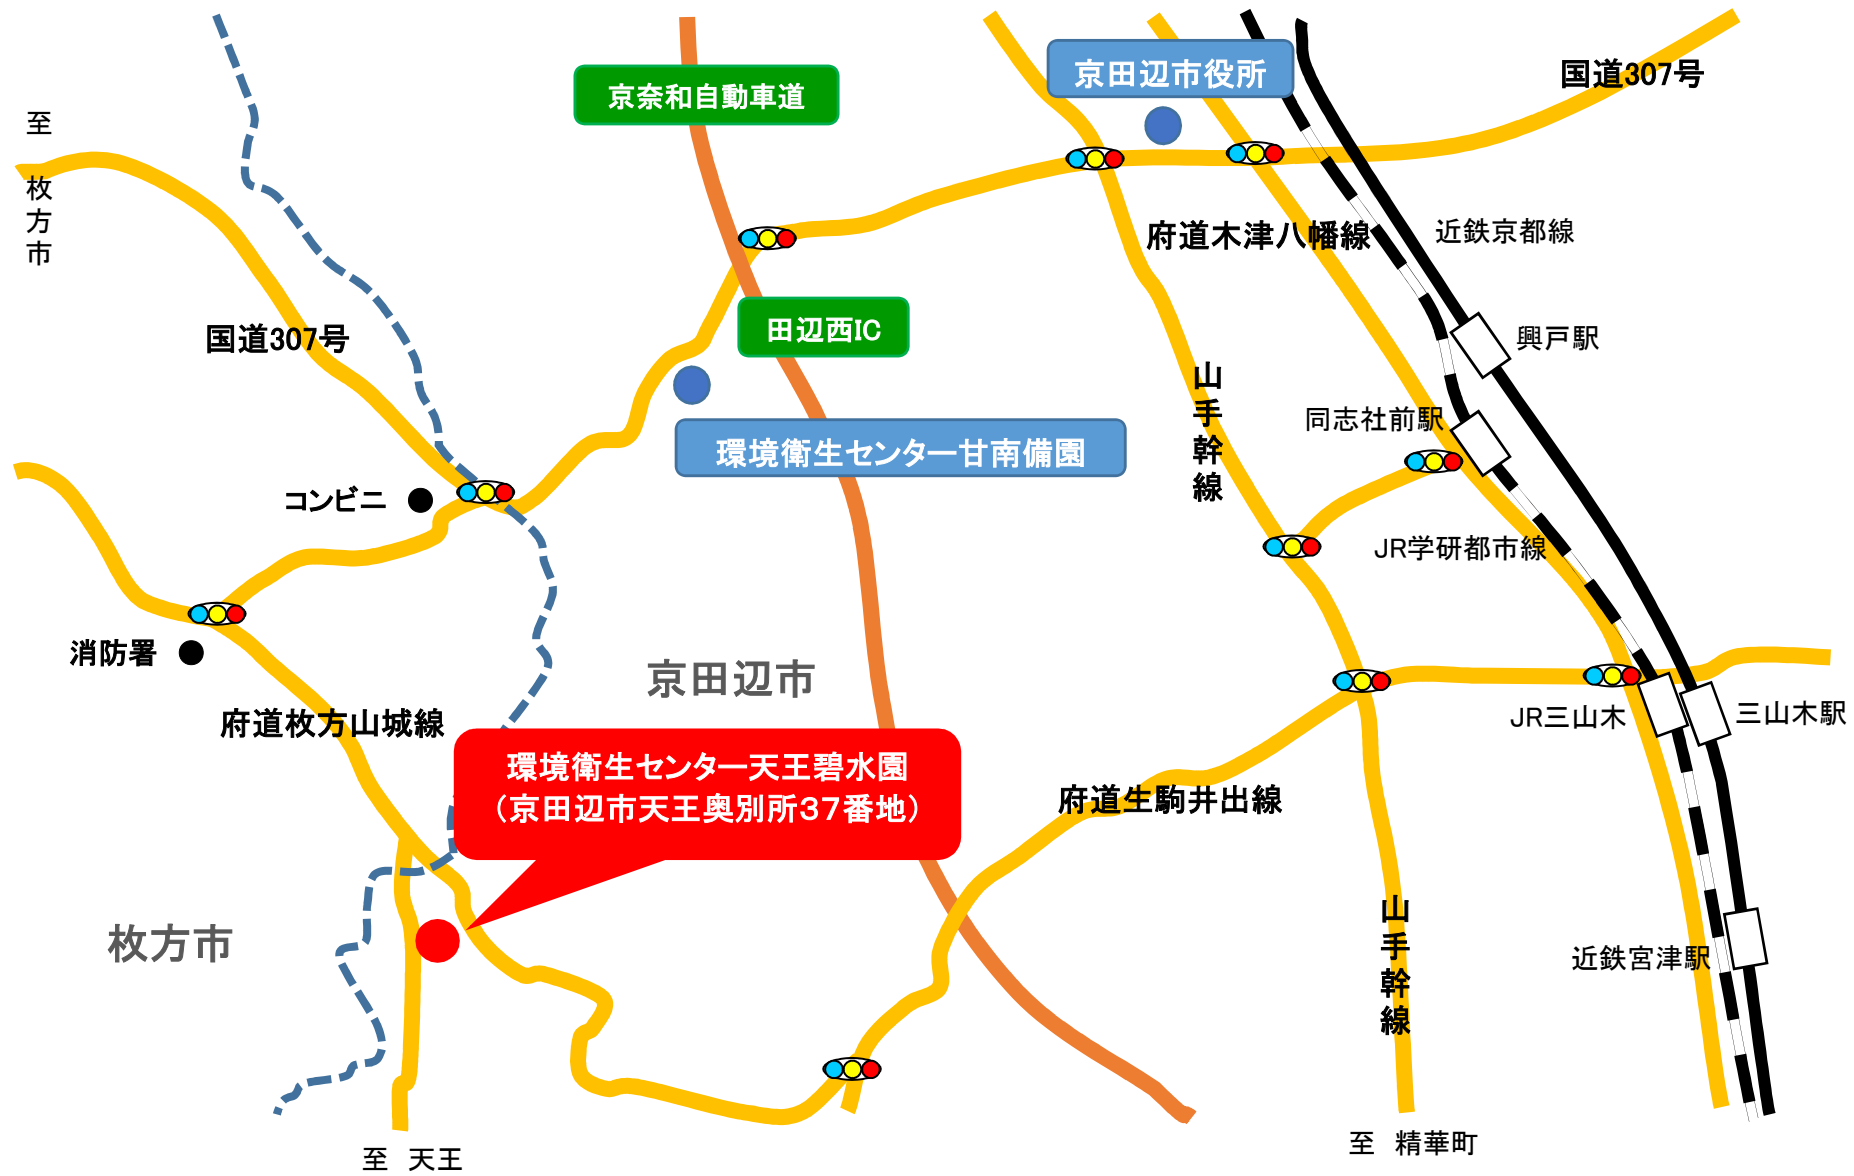 京田辺市役所
国道307号
京奈和自動車道
至
枚方市
府道木津八幡線
近鉄京都線
田辺西IC
国道307号
興戸駅
山手幹線
同志社前駅
環境衛生センター甘南備園
コンビニ
JR学研都市線
消防署
京田辺市
府道枚方山城線
JR三山木
三山木駅
環境衛生センター天王碧水園
（京田辺市天王奥別所３７番地）
府道生駒井出線
枚方市
山手幹線
近鉄宮津駅
至 天王
至 精華町